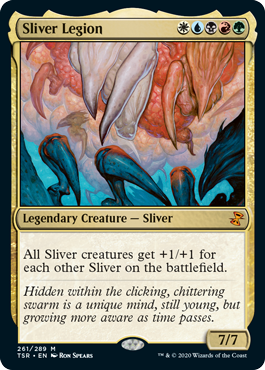 Sliver Legion
Legendary Creature — Sliver
All Sliver creatures get +1/+1 for
each other Sliver on the battlefield.
Hidden within the clicking, chittering
swarm is a unique mind, still young, but
growing more aware as time passes.
7/7
261/289 M
TSR • EN Ron Spears
™ & © 2020 Wizards of the Coast